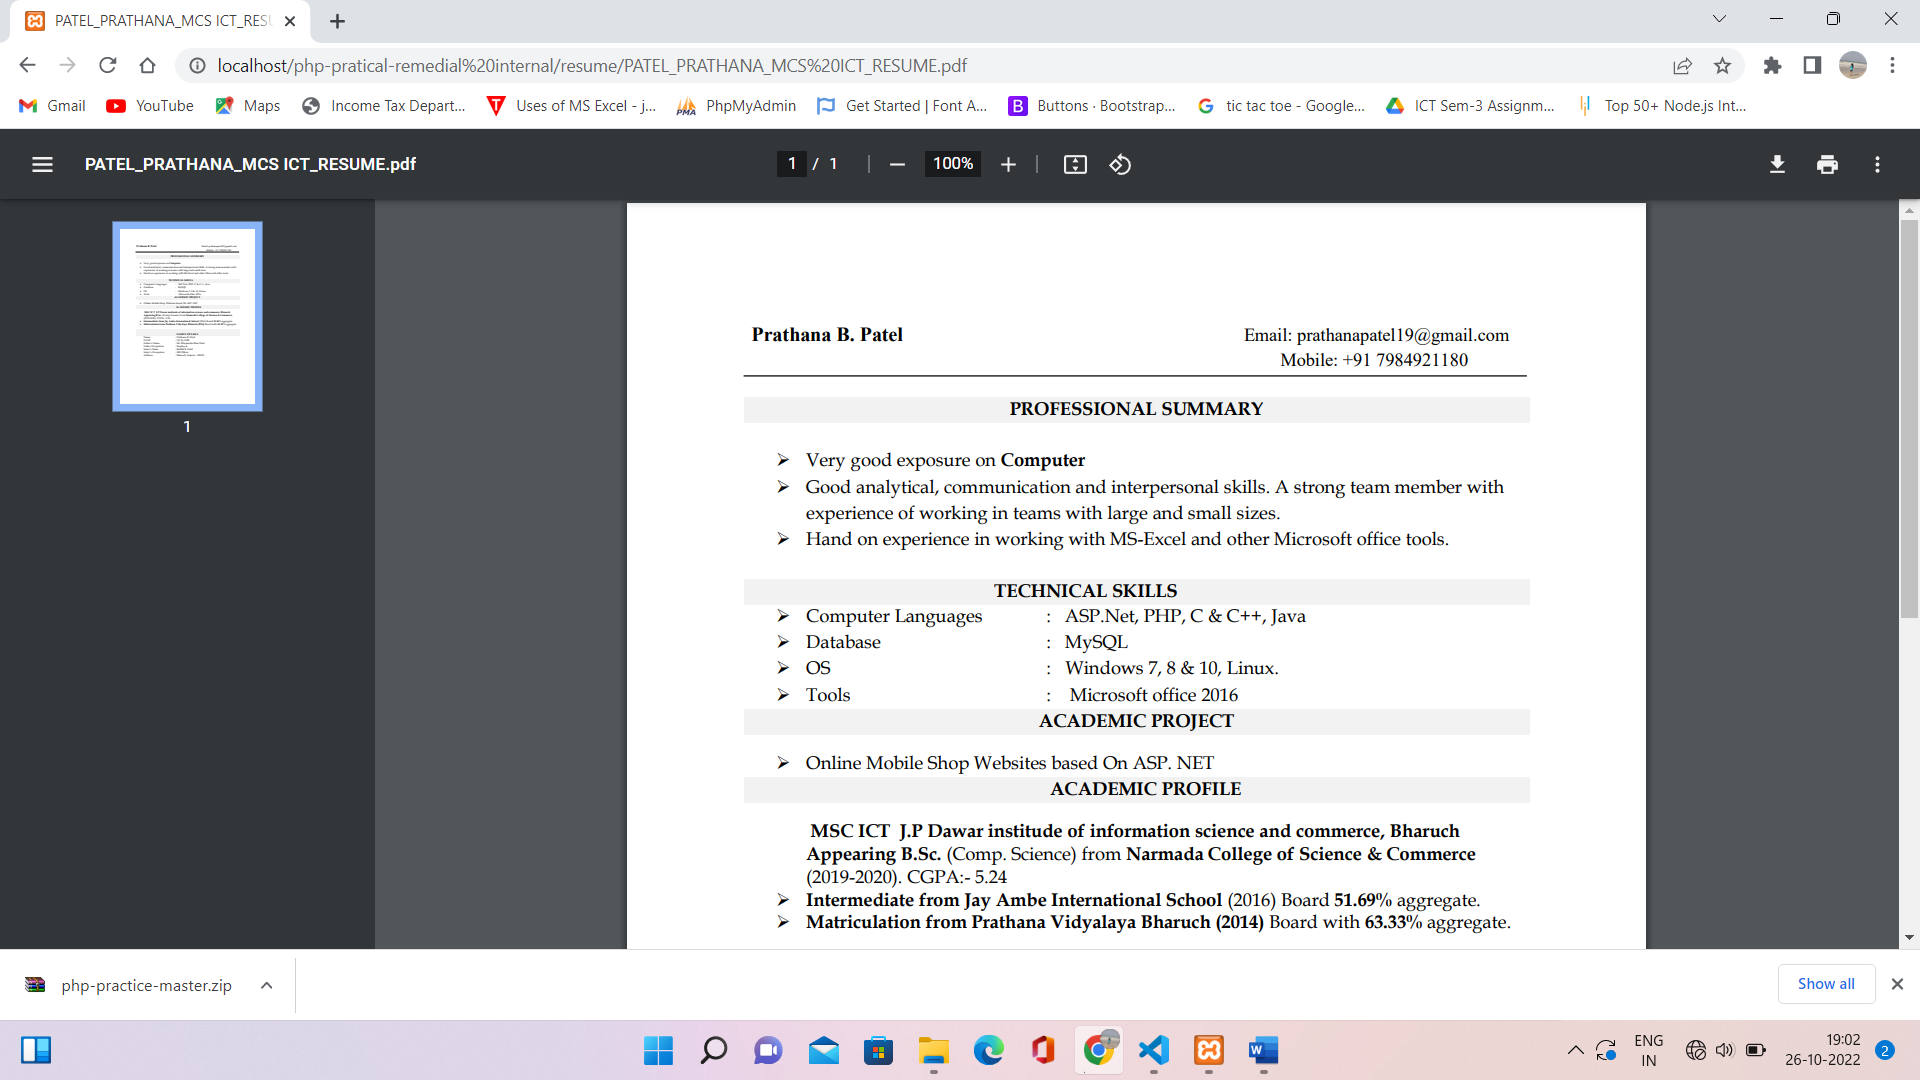 PATEL_PRATHANA_MCS ICT_RESU
localhost/php-pratical-remedial%20internal/resume/PATEL_PRATHANA_MCS%20ICT_RESUME.pdf
Gmail YouTube Maps Income Tax Depart... Uses of MS Excel - j... PhpMyAdmin Get Started | Font A... Buttons · Bootstrap... tic tac toe - Google... ICT Sem-3 Assignm... Top 50+ Node.js Int...
PATEL_PRATHANA_MCS ICT_RESUME.pdf 1 / 1 100%
1
Prathana B. Patel Email: prathanapatel19@gmail.com
Mobile: +91 7984921180
PROFESSIONAL SUMMARY
➢ Very good exposure on Computer
➢ Good analytical, communication and interpersonal skills. A strong team member with
experience of working in teams with large and small sizes.
➢ Hand on experience in working with MS-Excel and other Microsoft office tools.
TECHNICAL SKILLS
➢ Computer Languages : ASP.Net, PHP, C & C++, Java
➢ Database : MySQL
➢ OS : Windows 7, 8 & 10, Linux.
➢ Tools : Microsoft office 2016
ACADEMIC PROJECT
➢ Online Mobile Shop Websites based On ASP. NET
ACADEMIC PROFILE
MSC ICT J.P Dawar institude of information science and commerce, Bharuch
Appearing B.Sc. (Comp. Science) from Narmada College of Science & Commerce
(2019-2020). CGPA:- 5.24
➢ Intermediate from Jay Ambe International School (2016) Board 51.69% aggregate.
➢ Matriculation from Prathana Vidyalaya Bharuch (2014) Board with 63.33% aggregate.
php-practice-master.zip Show all
ENG 19:02
IN 26-10-2022 2